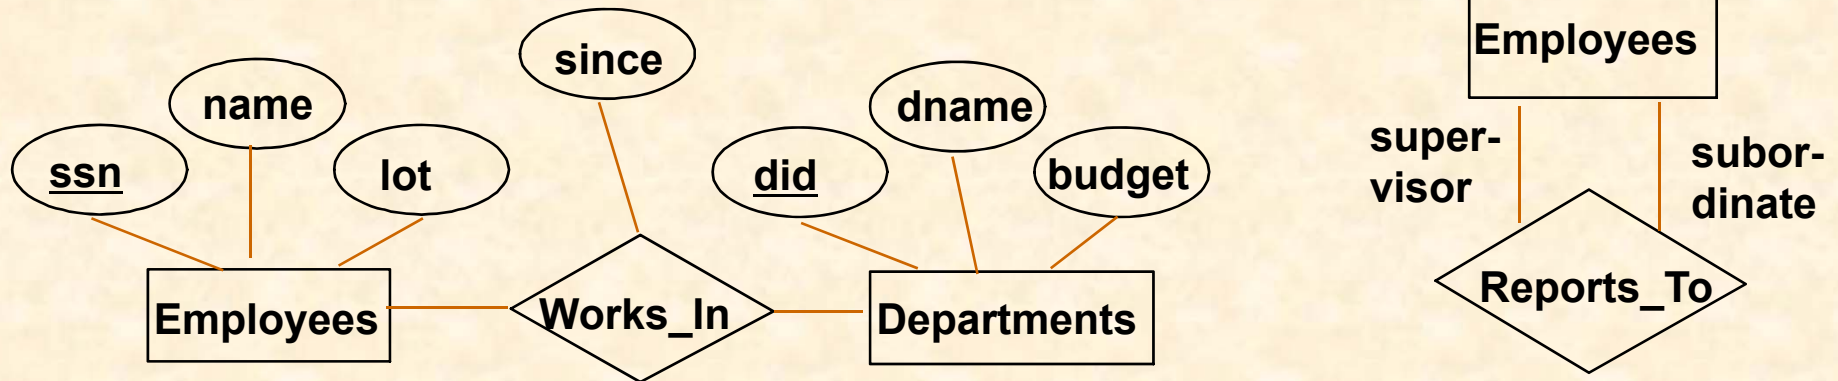 since
name
ssn
lot
Employees
Works_In
dname
did
budget
Departments
Employees
super-
visor
subor-
dinate
Reports_To